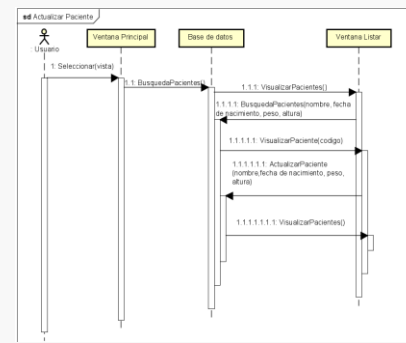 sd Actualizar Paciente
: Usuario
Ventana Principal
Base de datos
Ventana Listar
1: Seleccionar(vista)
1.1: BusquedaPacientes()
1.1.1: VisualizarPacientes()
1.1.1.1: BusquedaPacientes(nombre, fecha
de nacimiento, peso, altura)
1.1.1.1.1: VisualizarPaciente(codigo)
1.1.1.1.1.1: ActualizarPaciente
(nombre,fecha de nacimiento, peso,
altura)
1.1.1.1.1.1.1: VisualizarPacientes()